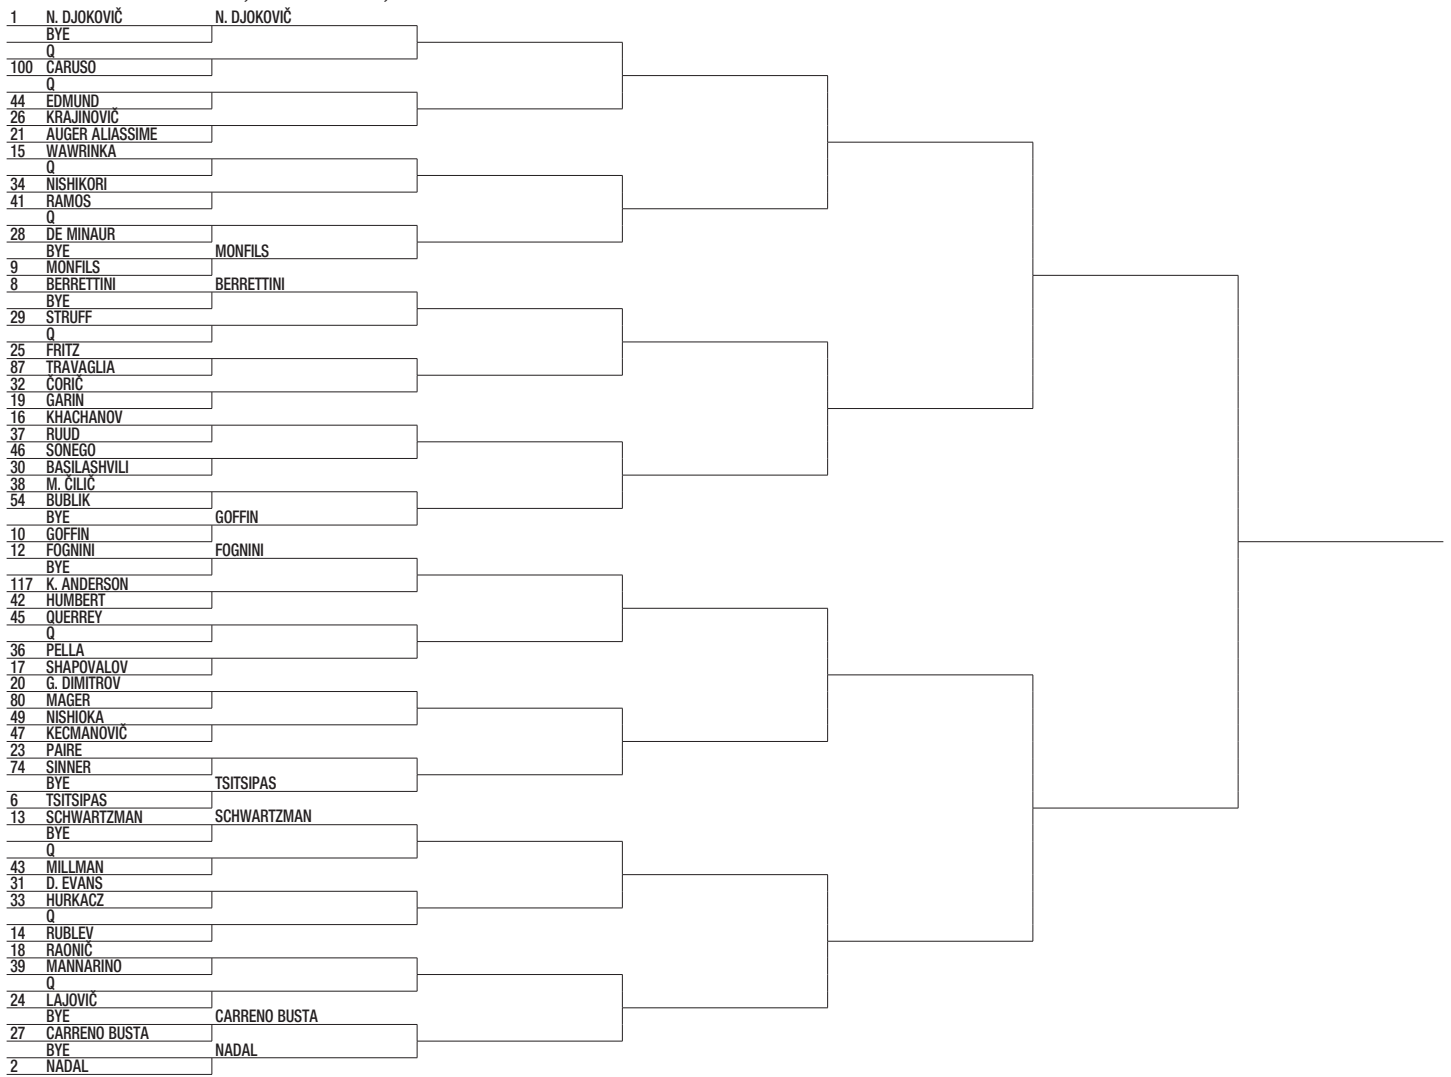 1 N. DJOKOVIČ N. DJOKOVIČ
BYE
Q
100 CARUSO
Q
44 EDMUND
26 KRAJINOVIČ
21 AUGER ALIASSIME
15 WAWRINKA
Q
34 NISHIKORI
41 RAMOS
Q
28 DE MINAUR
BYE MONFILS
9 MONFILS
8 BERRETTINI BERRETTINI
BYE
29 STRUFF
Q
25 FRITZ
87 TRAVAGLIA
32 ČORIČ
19 GARIN
16 KHACHANOV
37 RUUD
46 SONEGO
30 BASILASHVILI
38 M. ČILIČ
54 BUBLIK
BYE GOFFIN
10 GOFFIN
12 FOGNINI FOGNINI
BYE
117 K. ANDERSON
42 HUMBERT
45 QUERREY
Q
36 PELLA
17 SHAPOVALOV
20 G. DIMITROV
80 MAGER
49 NISHIOKA
47 KECMANOVIČ
23 PAIRE
74 SINNER
BYE TSITSIPAS
6 TSITSIPAS
13 SCHWARTZMAN SCHWARTZMAN
BYE
Q
43 MILLMAN
31 D. EVANS
33 HURKACZ
Q
14 RUBLEV
18 RAONIČ
39 MANNARINO
Q
24 LAJOVIČ
BYE CARRENO BUSTA
27 CARRENO BUSTA
BYE NADAL
2 NADAL